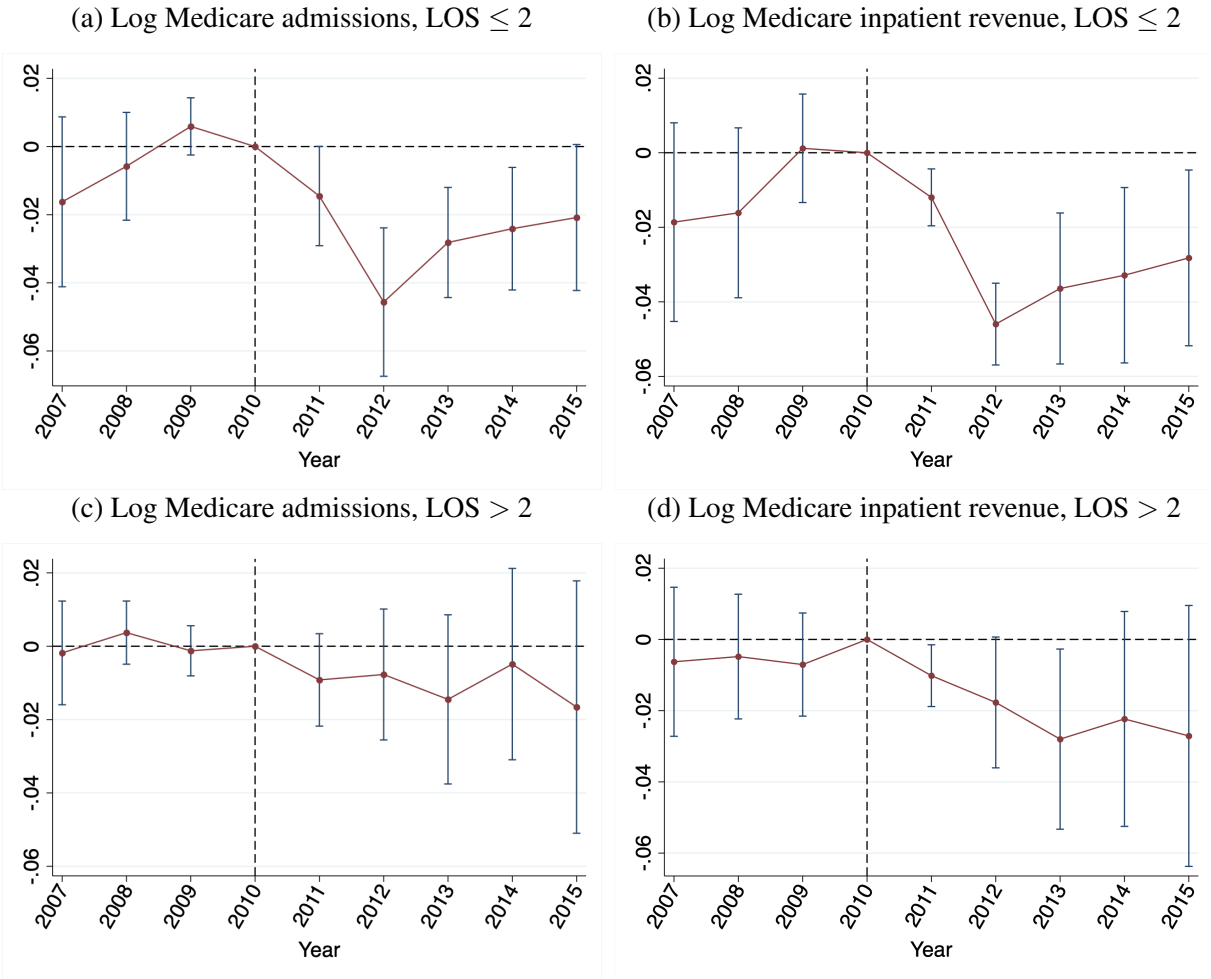 (a) Log Medicare admissions, LOS ≤ 2
.02
0
-.02
-.04
-.06
2007 2008 2009 2010 2011 2012 2013 2014 2015
Year
(b) Log Medicare inpatient revenue, LOS ≤ 2
.02
0
-.02
-.04
-.06
2007 2008 2009 2010 2011 2012 2013 2014 2015
Year
(c) Log Medicare admissions, LOS > 2
.02
0
-.02
-.04
-.06
2007 2008 2009 2010 2011 2012 2013 2014 2015
Year
(d) Log Medicare inpatient revenue, LOS > 2
.02
0
-.02
-.04
-.06
2007 2008 2009 2010 2011 2012 2013 2014 2015
Year